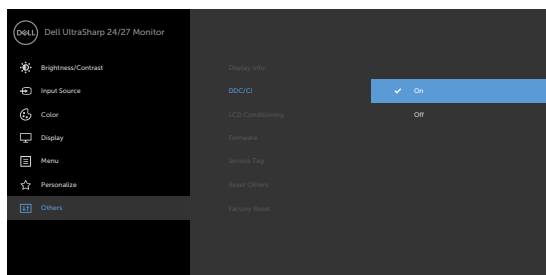 DELL
Dell UltraSharp 24/27 Monitor
Brightness/Contrast
Input Source
Color
Display
Menu
Personalize
Others
Display Info
DDC/CI
LCD Conditioning
Firmware
Service Tag
Reset Others
Factory Reset
On
Off